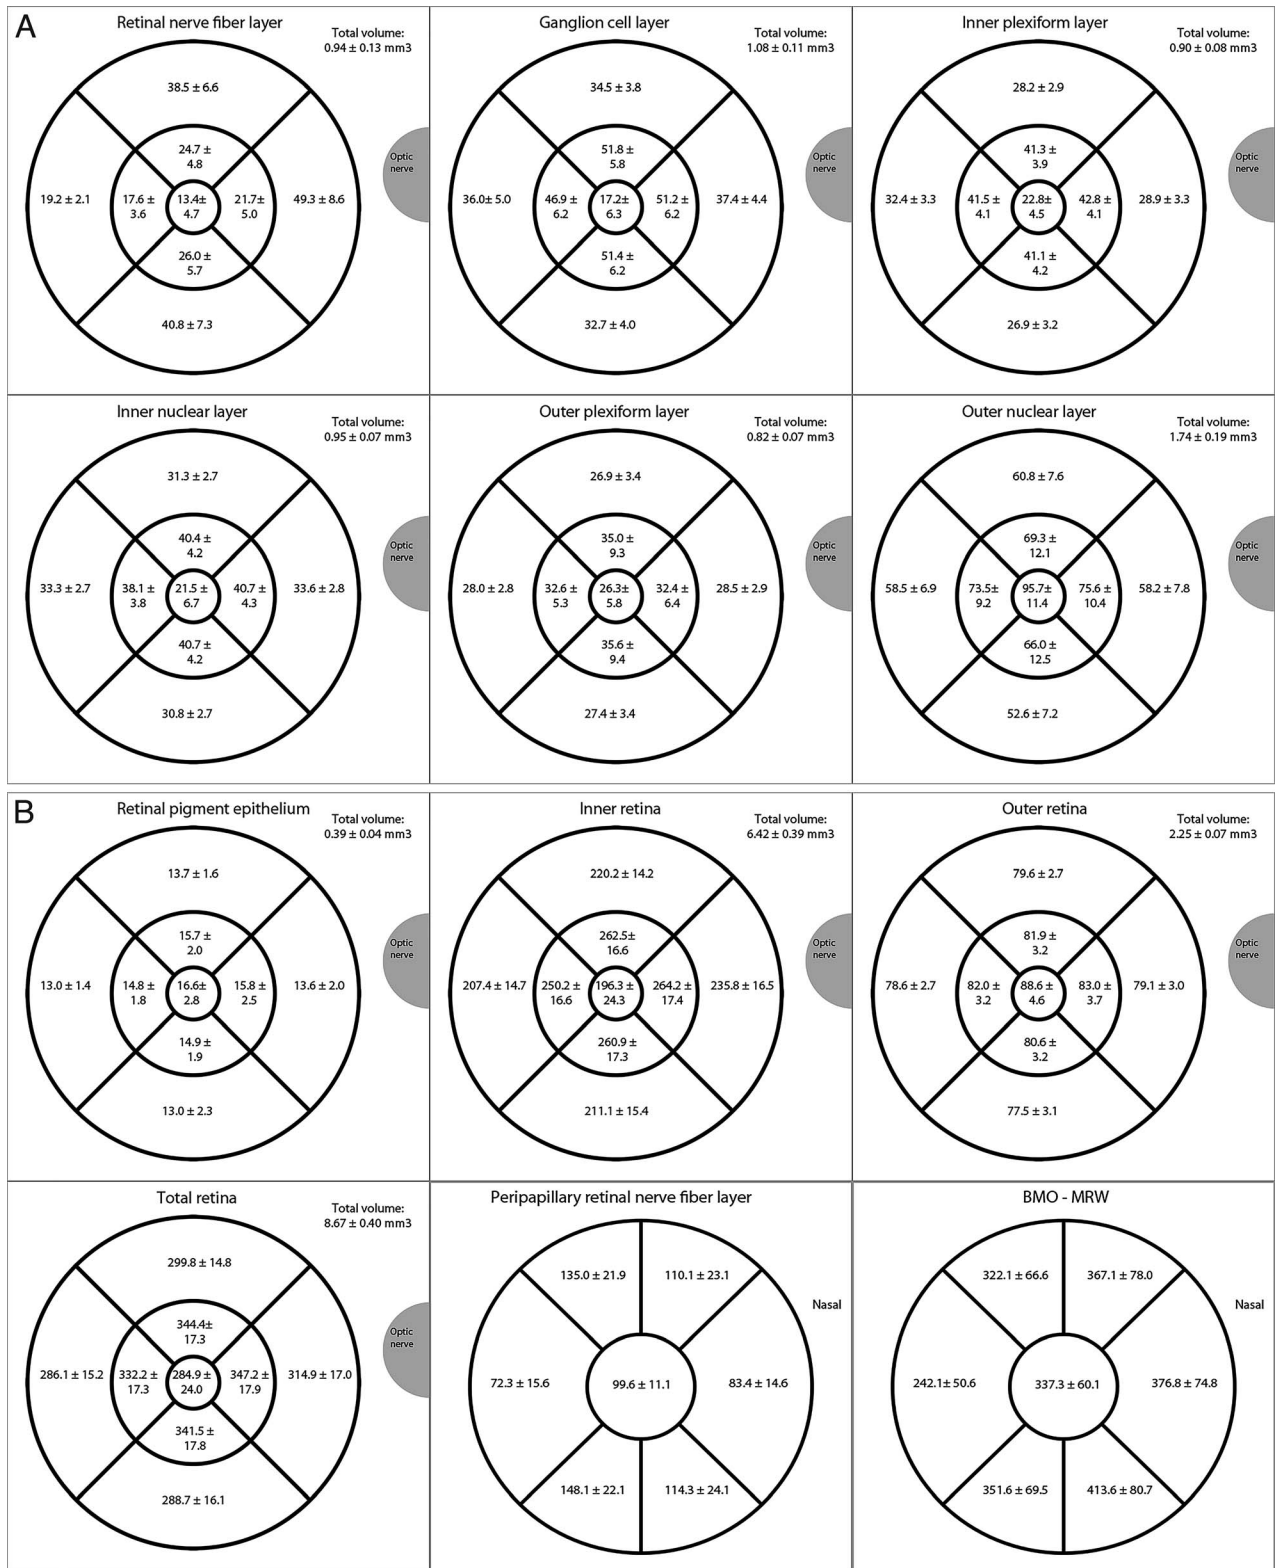 A
Retinal nerve fiber layer
Total volume:
0.94 ± 0.13 mm3
38.5 ± 6.6
24.7 ±
4.8
19.2 ± 2.1
17.6 ±
3.6
13.4±
4.7
21.7±
5.0
49.3 ± 8.6
26.0 ±
5.7
40.8 ± 7.3
Optic
nerve
Ganglion cell layer
Total volume:
1.08 ± 0.11 mm3
34.5 ± 3.8
51.8 ±
5.8
36.0± 5.0
46.9 ±
6.2
17.2±
6.3
51.2 ±
6.2
37.4 ± 4.4
51.4 ±
6.2
32.7 ± 4.0
Optic
nerve
Inner plexiform layer
Total volume:
0.90 ± 0.08 mm3
28.2 ± 2.9
41.3 ±
3.9
32.4 ± 3.3
41.5 ±
4.1
22.8±
4.5
42.8 ±
4.1
28.9 ± 3.3
41.1 ±
4.2
26.9 ± 3.2
Optic
nerve
Inner nuclear layer
Total volume:
0.95 ± 0.07 mm3
31.3 ± 2.7
40.4 ±
4.2
33.3 ± 2.7
38.1 ±
3.8
21.5 ±
6.7
40.7 ±
4.3
33.6 ± 2.8
40.7 ±
4.2
30.8 ± 2.7
Optic
nerve
Outer plexiform layer
Total volume:
0.82 ± 0.07 mm3
26.9 ± 3.4
35.0 ±
9.3
28.0 ± 2.8
32.6 ±
5.3
26.3±
5.8
32.4 ±
6.4
28.5 ± 2.9
35.6 ±
9.4
27.4 ± 3.4
Optic
nerve
Outer nuclear layer
Total volume:
1.74 ± 0.19 mm3
60.8 ± 7.6
69.3 ±
12.1
58.5 ± 6.9
73.5±
9.2
95.7±
11.4
75.6 ±
10.4
58.2 ± 7.8
66.0 ±
12.5
52.6 ± 7.2
Optic
nerve
B
Retinal pigment epithelium
Total volume:
0.39 ± 0.04 mm3
13.7 ± 1.6
15.7 ±
2.0
13.0 ± 1.4
14.8 ±
1.8
16.6±
2.8
15.8 ±
2.5
13.6 ± 2.0
14.9 ±
1.9
13.0 ± 2.3
Optic
nerve
Inner retina
Total volume:
6.42 ± 0.39 mm3
220.2 ± 14.2
262.5±
16.6
207.4 ± 14.7
250.2 ±
16.6
196.3 ±
24.3
264.2 ±
17.4
235.8 ± 16.5
260.9 ±
17.3
211.1 ± 15.4
Optic
nerve
Outer retina
Total volume:
2.25 ± 0.07 mm3
79.6 ± 2.7
81.9 ±
3.2
78.6 ± 2.7
82.0 ±
3.2
88.6 ±
4.6
83.0 ±
3.7
79.1 ± 3.0
80.6 ±
3.2
77.5 ± 3.1
Optic
nerve
Total retina
Total volume:
8.67 ± 0.40 mm3
299.8 ± 14.8
344.4±
17.3
286.1 ± 15.2
332.2 ±
17.3
284.9 ±
24.0
347.2 ±
17.9
314.9 ± 17.0
341.5 ±
17.8
288.7 ± 16.1
Optic
nerve
Peripapillary retinal nerve fiber layer
135.0 ± 21.9
110.1 ± 23.1
Nasal
72.3 ± 15.6
99.6 ± 11.1
83.4 ± 14.6
148.1 ± 22.1
114.3 ± 24.1
BMO - MRW
322.1 ± 66.6
367.1 ± 78.0
Nasal
242.1± 50.6
337.3 ± 60.1
376.8 ± 74.8
351.6 ± 69.5
413.6 ± 80.7